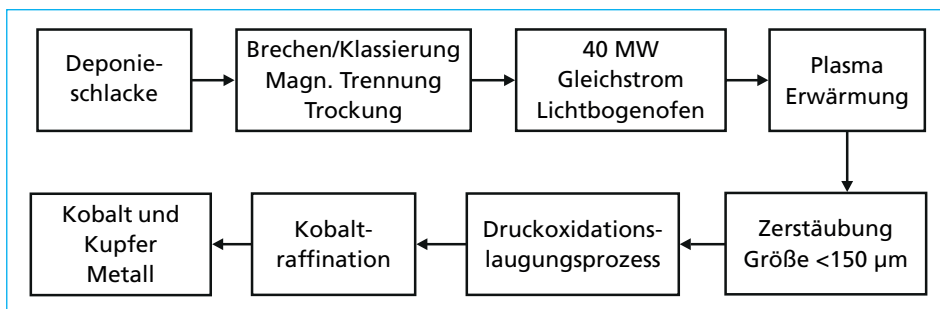 Deponie-
schlacke
Brechen/Klassierung
Magn. Trennung
Trockung
40 MW
Gleichstrom
Lichtbogenofen
Plasma
Erwärmung
Zerstäubung
Größe <150 µm
Druckoxidations-
laugungsprozess
Kobalt-
raffination
Kobalt und
Kupfer
Metall